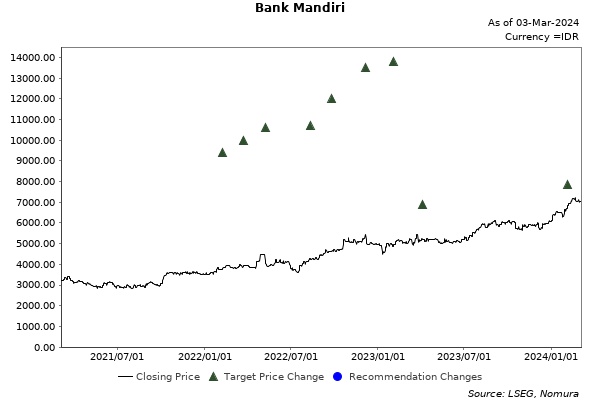 Bank Mandiri
As of 03-Mar-2024
Currency =IDR
14000.00
13000.00
12000.00
11000.00
10000.00
9000.00
8000.00
7000.00
6000.00
5000.00
4000.00
3000.00
2000.00
1000.00
0.00
2021/07/01 2022/01/01 2022/07/01 2023/01/01 2023/07/01 2024/01/01
Closing Price Target Price Change Recommendation Changes
Source: LSEG, Nomura